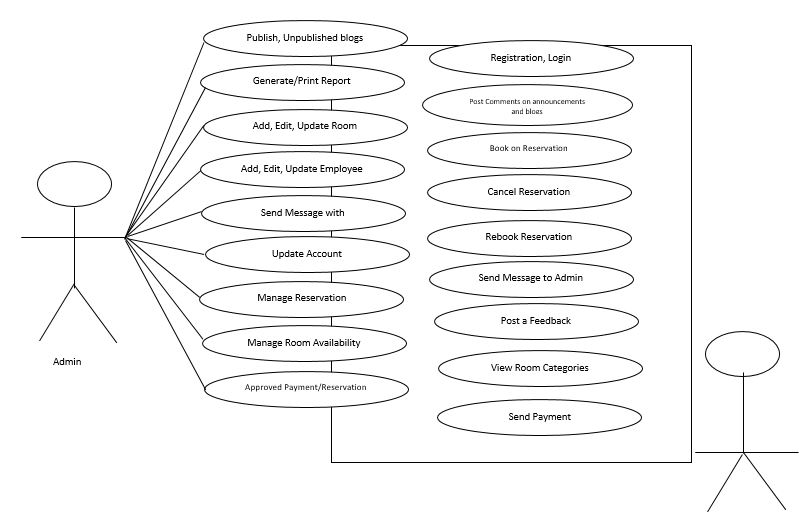 Publish, Unpublished blogs
Generate/Print Report
Add, Edit, Update Room
Add, Edit, Update Employee
Send Message with
Update Account
Manage Reservation
Manage Room Availability
Approved Payment/Reservation
Admin
Registration, Login
Post Comments on announcements
and bloes
Book on Reservation
Cancel Reservation
Rebook Reservation
Send Message to Admin
Post a Feedback
View Room Categories
Send Payment